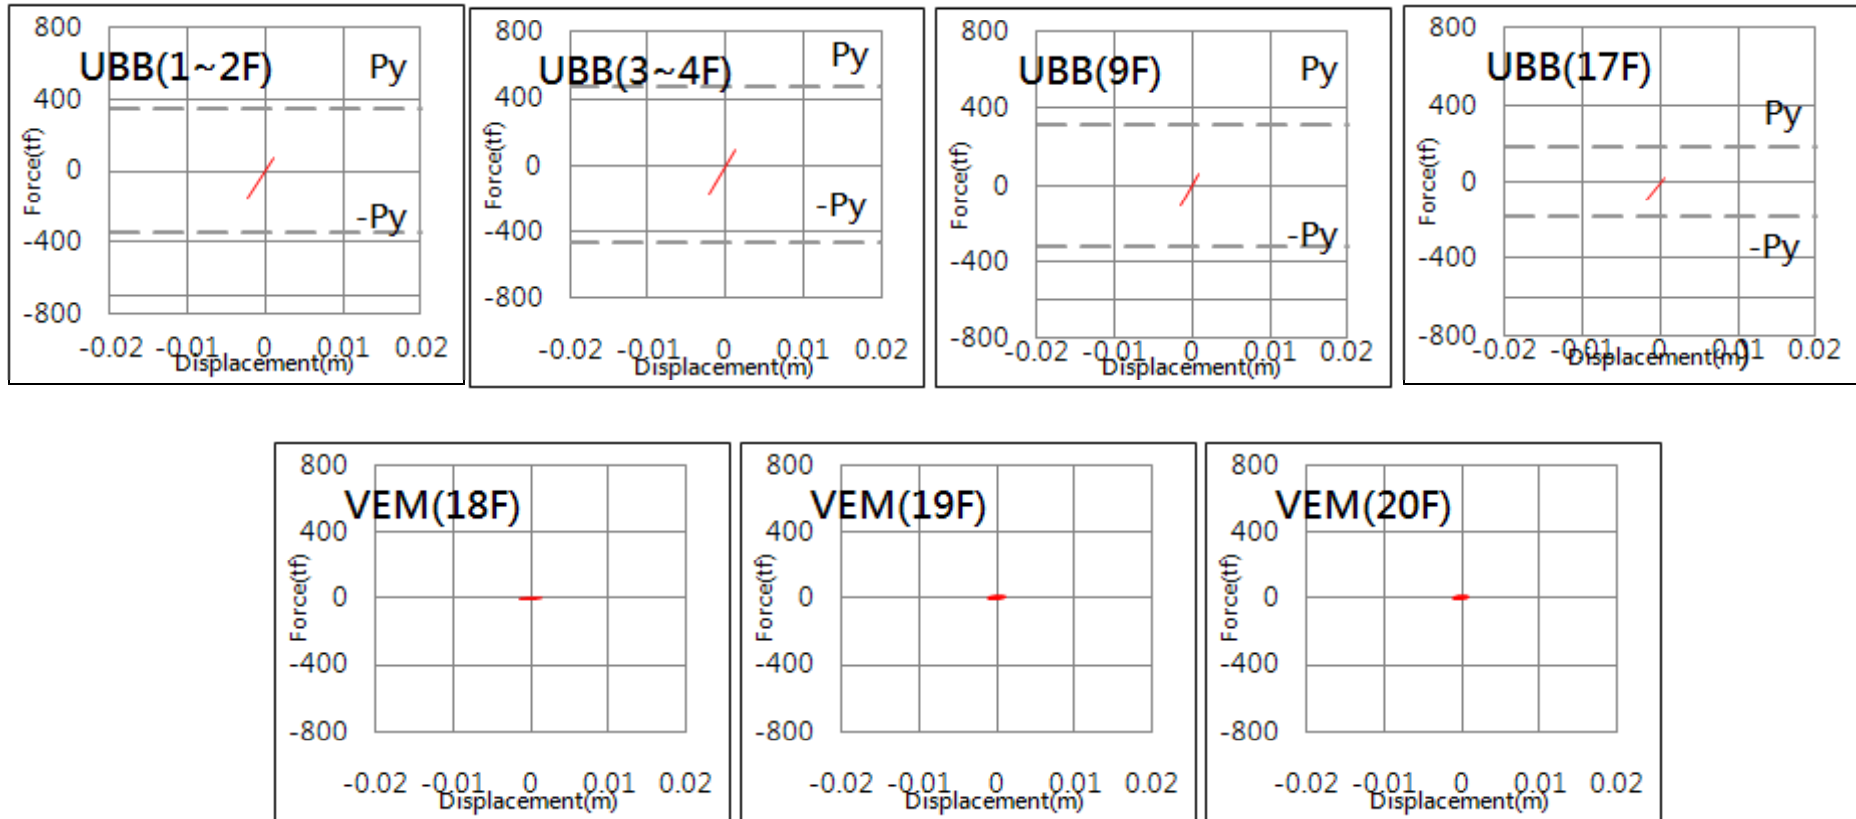 800
UBB(1~2F)
Py
400
Force(tf)
0
-Py
-400
-800
-0.02 -0.01 0 0.01 0.02
Displacement(m)
800
UBB(3~4F)
Py
400
Force(tf)
0
-Py
-400
-800
-0.02 -0.01 0 0.01 0.02
Displacement(m)
800
UBB(9F)
Py
400
Force(tf)
0
-Py
-400
-800
-0.02 -0.01 0 0.01 0.02
Displacement(m)
800
UBB(17F)
400
Py
Force(tf)
0
-Py
-400
-800
-0.02 -0.01 0 0.01 0.02
Displacement(m)
800
VEM(18F)
400
Force(tf)
0
-400
-800
-0.02 -0.01 0 0.01 0.02
Displacement(m)
800
VEM(19F)
400
Force(tf)
0
-400
-800
-0.02 -0.01 0 0.01 0.02
Displacement(m)
800
VEM(20F)
400
Force(tf)
0
-400
-800
-0.02 -0.01 0 0.01 0.02
Displacement(m)